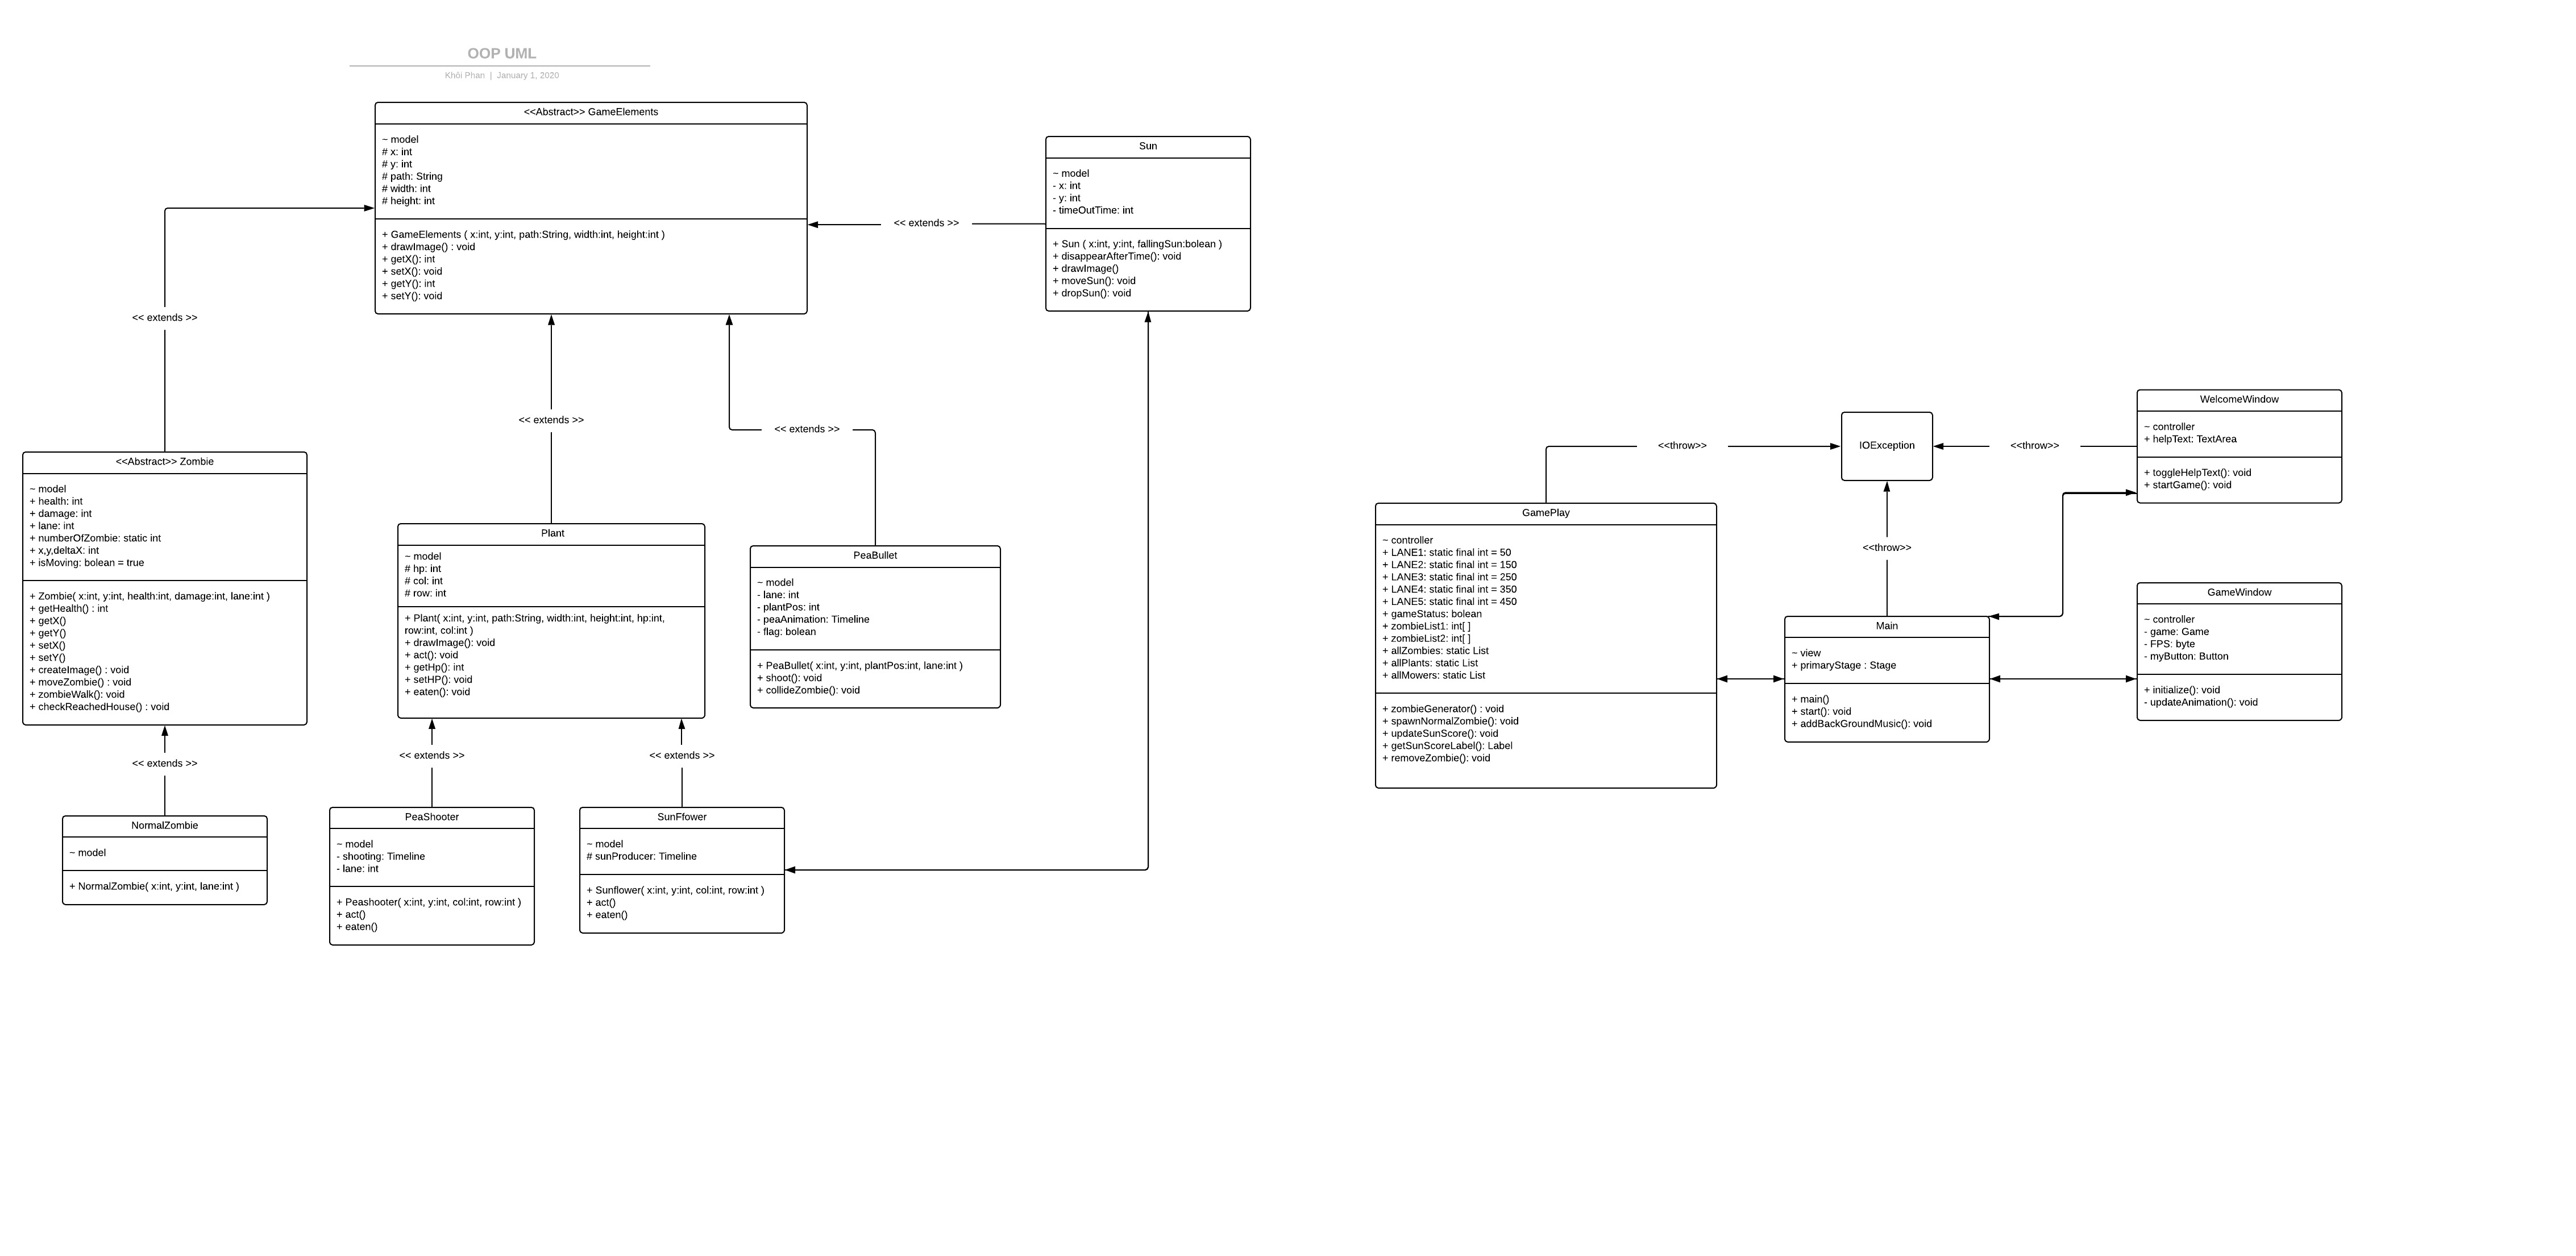 OOP UML
Khôi Phan | January 1, 2020
<<Abstract>> GameElements
~ model
# x: int
# y: int
# path: String
# width: int
# height: int
+ GameElements ( x:int, y:int, path:String, width:int, height:int )
+ drawImage() : void
+ getX(): int
+ setX(): void
+ getY(): int
+ setY(): void
<< extends >>
Sun
~ model
- x: int
- y: int
- timeOutTime: int
+ Sun ( x:int, y:int, fallingSun:bolean )
+ disappearAfterTime(): void
+ drawImage()
+ moveSun(): void
+ dropSun(): void
<< extends >>
<< extends >>
<< extends >>
<<Abstract>> Zombie
~ model
+ health: int
+ damage: int
+ lane: int
+ numberOfZombie: static int
+ x,y,deltaX: int
+ isMoving: bolean = true
+ Zombie( x:int, y:int, health:int, damage:int, lane:int )
+ getHealth() : int
+ getX()
+ getY()
+ setX()
+ setY()
+ createImage() : void
+ moveZombie() : void
+ zombieWalk(): void
+ checkReachedHouse() : void
Plant
~ model
# hp: int
# col: int
# row: int
+ Plant( x:int, y:int, path:String, width:int, height:int, hp:int,
row:int, col:int )
+ drawImage(): void
+ act(): void
+ getHp(): int
+ setHP(): void
+ eaten(): void
PeaBullet
~ model
- lane: int
- plantPos: int
- peaAnimation: Timeline
- flag: bolean
+ PeaBullet( x:int, y:int, plantPos:int, lane:int )
+ shoot(): void
+ collideZombie(): void
<< extends >>
<< extends >>
<< extends >>
NormalZombie
~ model
+ NormalZombie( x:int, y:int, lane:int )
PeaShooter
~ model
- shooting: Timeline
- lane: int
+ Peashooter( x:int, y:int, col:int, row:int )
+ act()
+ eaten()
SunFfower
~ model
# sunProducer: Timeline
+ Sunflower( x:int, y:int, col:int, row:int )
+ act()
+ eaten()
<<throw>>
IOException
<<throw>>
<<throw>>
WelcomeWindow
~ controller
+ helpText: TextArea
+ toggleHelpText(): void
+ startGame(): void
GamePlay
~ controller
+ LANE1: static final int = 50
+ LANE2: static final int = 150
+ LANE3: static final int = 250
+ LANE4: static final int = 350
+ LANE5: static final int = 450
+ gameStatus: bolean
+ zombieList1: int[ ]
+ zombieList2: int[ ]
+ allZombies: static List
+ allPlants: static List
+ allMowers: static List
+ zombieGenerator() : void
+ spawnNormalZombie(): void
+ updateSunScore(): void
+ getSunScoreLabel(): Label
+ removeZombie(): void
Main
~ view
+ primaryStage : Stage
+ main()
+ start(): void
+ addBackGroundMusic(): void
GameWindow
~ controller
- game: Game
- FPS: byte
- myButton: Button
+ initialize(): void
- updateAnimation(): void